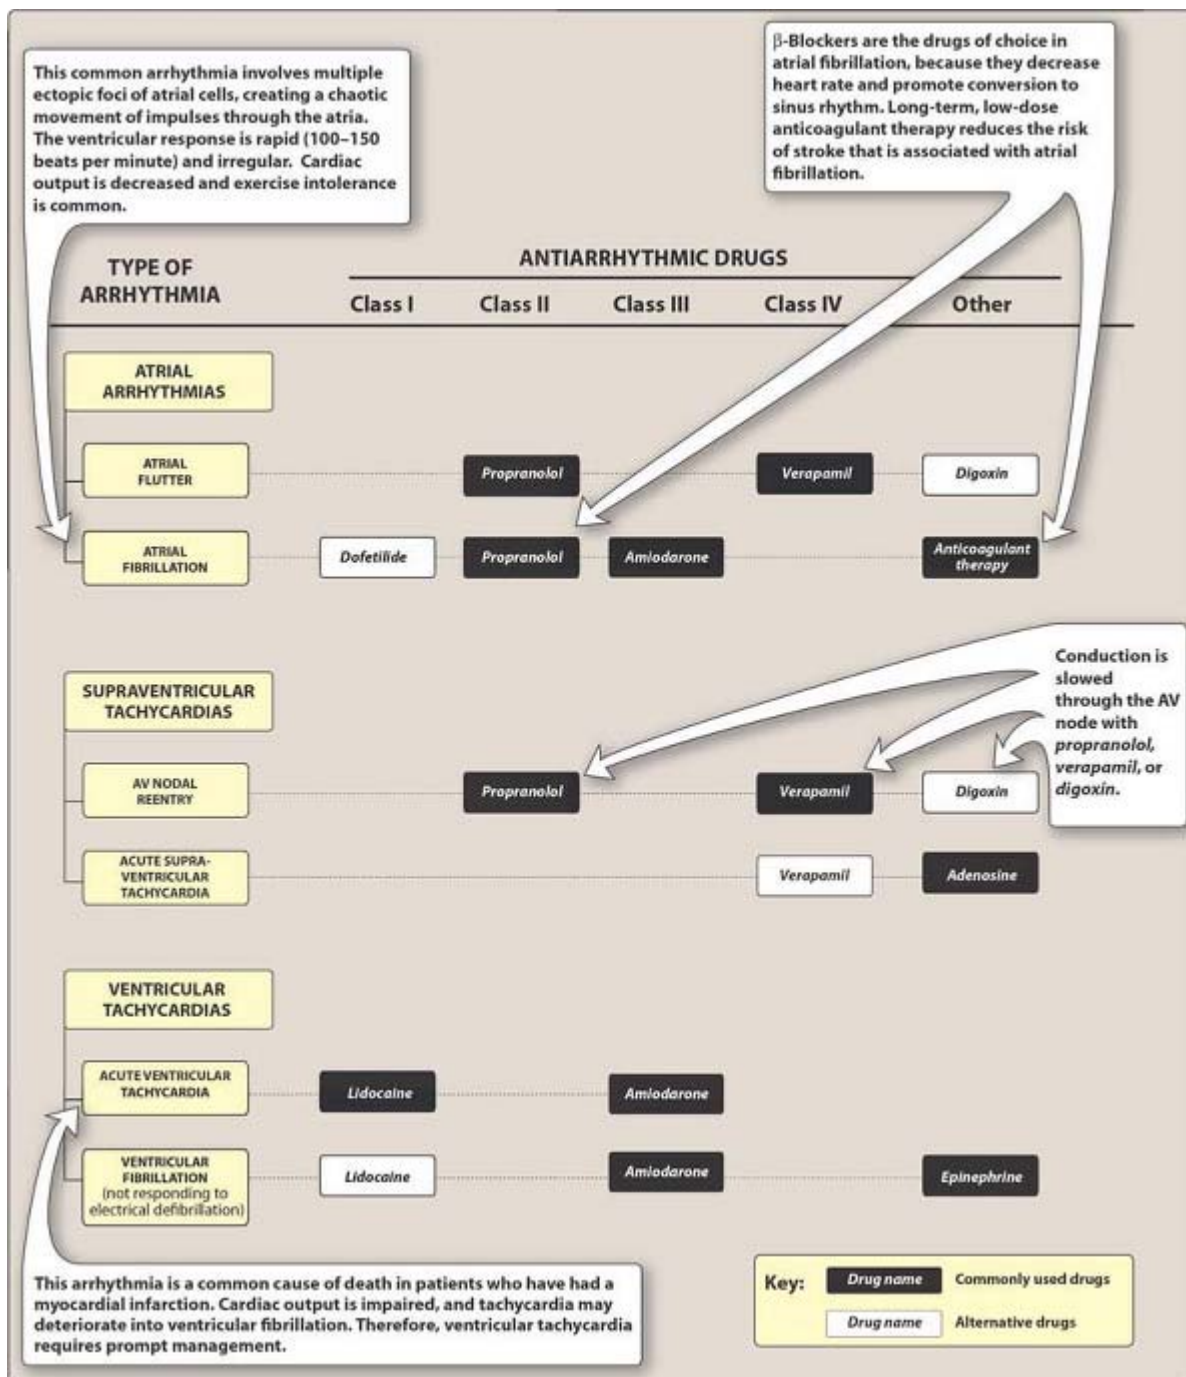 This common arrhythmia involves multiple
ectopic foci of atrial cells, creating a chaotic
movement of impulses through the atria.
The ventricular response is rapid (100–150
beats per minute) and irregular. Cardiac
output is decreased and exercise intolerance
is common.
β-Blockers are the drugs of choice in
atrial fibrillation, because they decrease
heart rate and promote conversion to
sinus rhythm. Long-term, low-dose
anticoagulant therapy reduces the risk
of stroke that is associated with atrial
fibrillation.
TYPE OF
ARRHYTHMIA
ANTIARRHYTHMIC DRUGS
Class I Class II Class III Class IV Other
ATRIAL
ARRHYTHMIAS
ATRIAL
FLUTTER
Propranolol Verapamil Digoxin
ATRIAL
FIBRILLATION
Dofetilide Propranolol Amiodarone Anticoagulant
therapy
SUPRAVENTRICULAR
TACHYCARDIAS
Conduction is
slowed
through the AV
node with
propranolol,
verapamil, or
digoxin.
AV NODAL
REENTRY
Propranolol Verapamil Digoxin
ACUTE SUPRA-
VENTRICULAR
TACHYCARDIA
Verapamil Adenosine
VENTRICULAR
TACHYCARDIAS
ACUTE VENTRICULAR
TACHYCARDIA
Lidocaine Amiodarone
VENTRICULAR
FIBRILLATION
(not responding to
electrical defibrillation)
Lidocaine Amiodarone Epinephrine
This arrhythmia is a common cause of death in patients who have had a
myocardial infarction. Cardiac output is impaired, and tachycardia may
deteriorate into ventricular fibrillation. Therefore, ventricular tachycardia
requires prompt management.
Key: Drug name Commonly used drugs
Drug name Alternative drugs